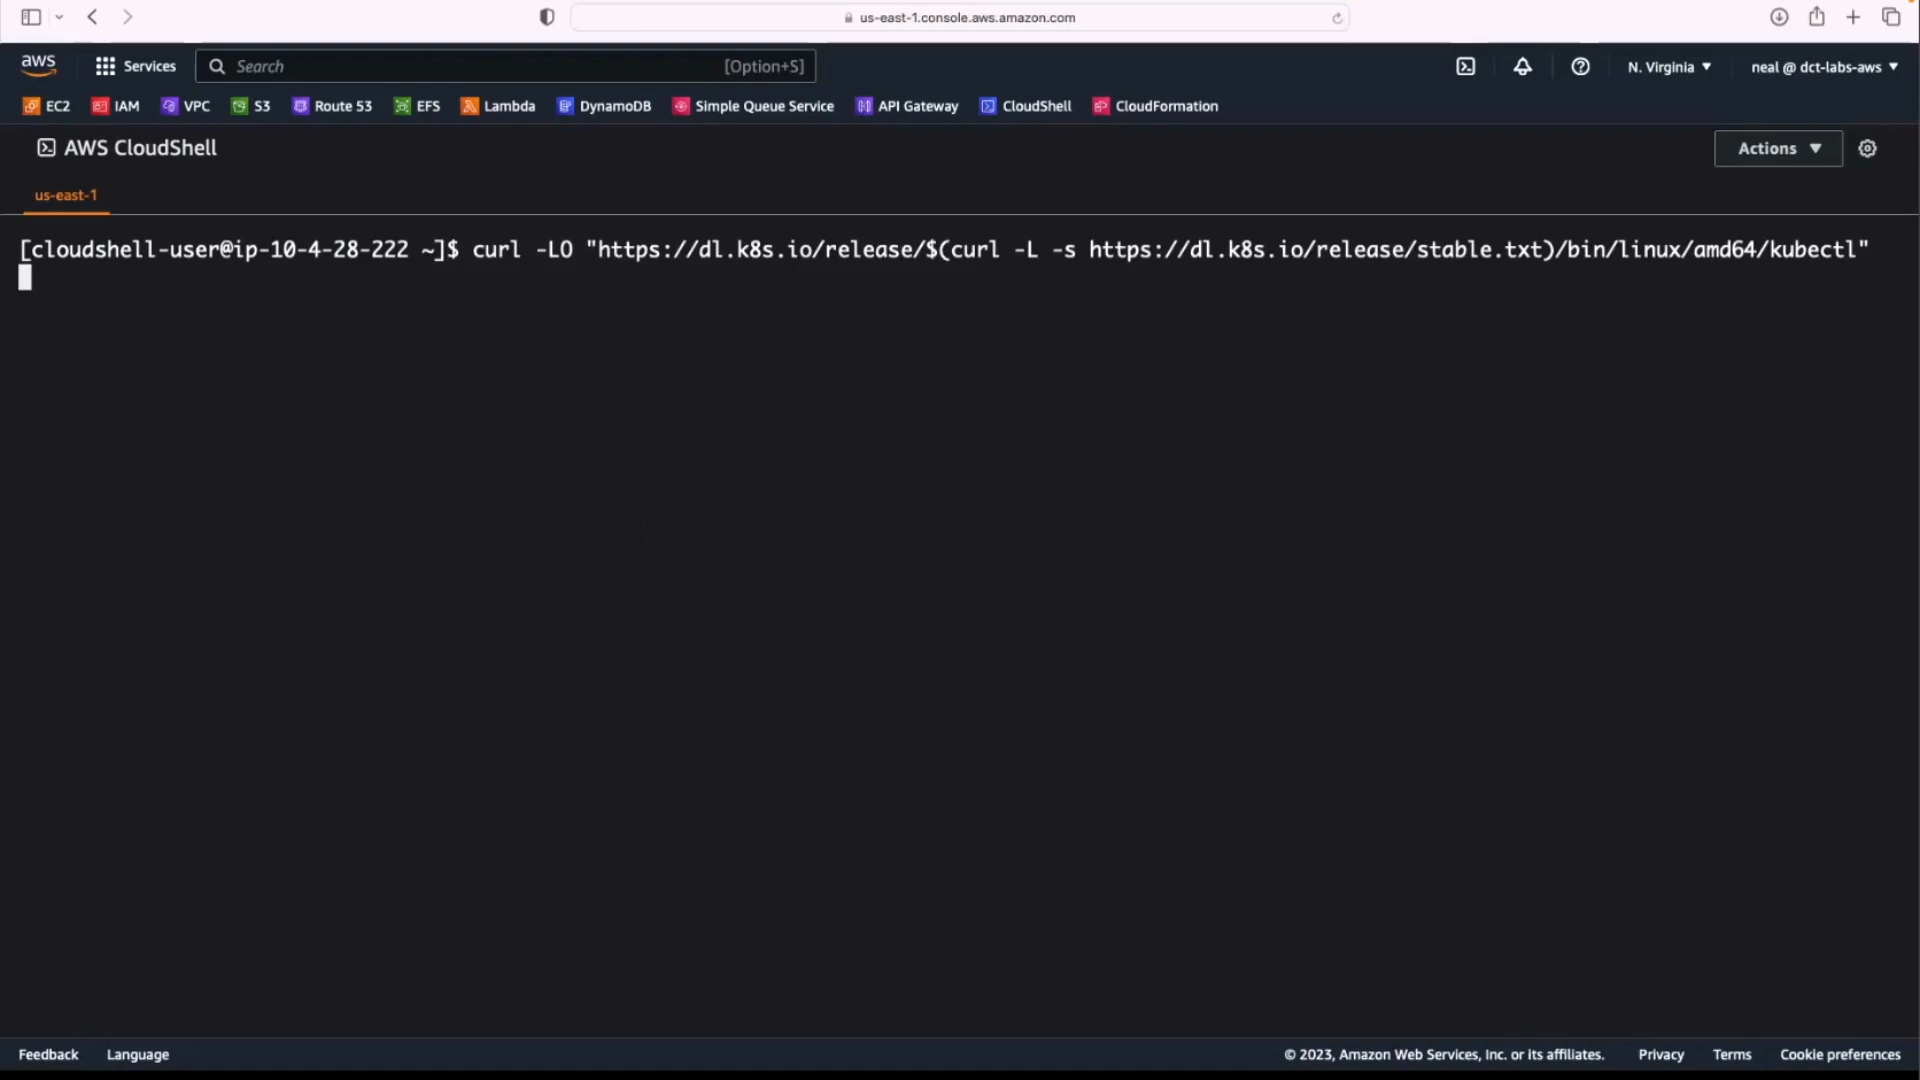 us-east-1.console.aws.amazon.com
aws Services Search [Option+S] N. Virginia neal @ dct-labs-aws
EC2 IAM VPC S3 Route 53 EFS Lambda DynamoDB Simple Queue Service API Gateway CloudShell CloudFormation
AWS CloudShell Actions
us-east-1
[cloudshell-user@ip-10-4-28-222 ~]$ curl -LO "https://dl.k8s.io/release/$(curl -L -s https://dl.k8s.io/release/stable.txt)/bin/linux/amd64/kubectl"
Feedback Language © 2023, Amazon Web Services, Inc. or its affiliates. Privacy Terms Cookie preferences